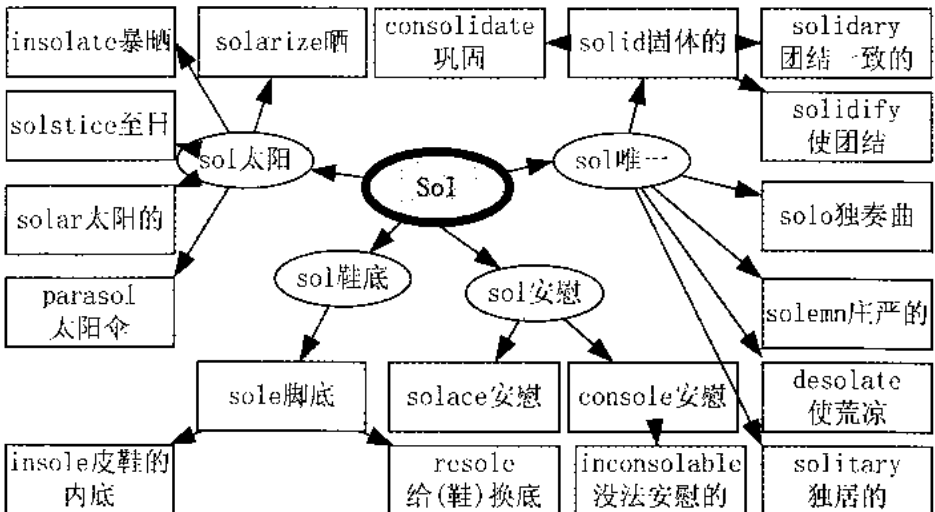 insolate暴晒
solarize晒
consolidate
巩固
solid固体的
solidary
团结一致的
solstice至日
solidify
使团结
sol太阳
Sol
sol唯一
solar太阳的
solo独奏曲
parasol
太阳伞
sol鞋底
sol安慰
solemn庄严的
sole脚底
solace安慰
console安慰
desolate
使荒凉
insole皮鞋的
内底
resole
给(鞋)换底
inconsolable
没法安慰的
solitary
独居的